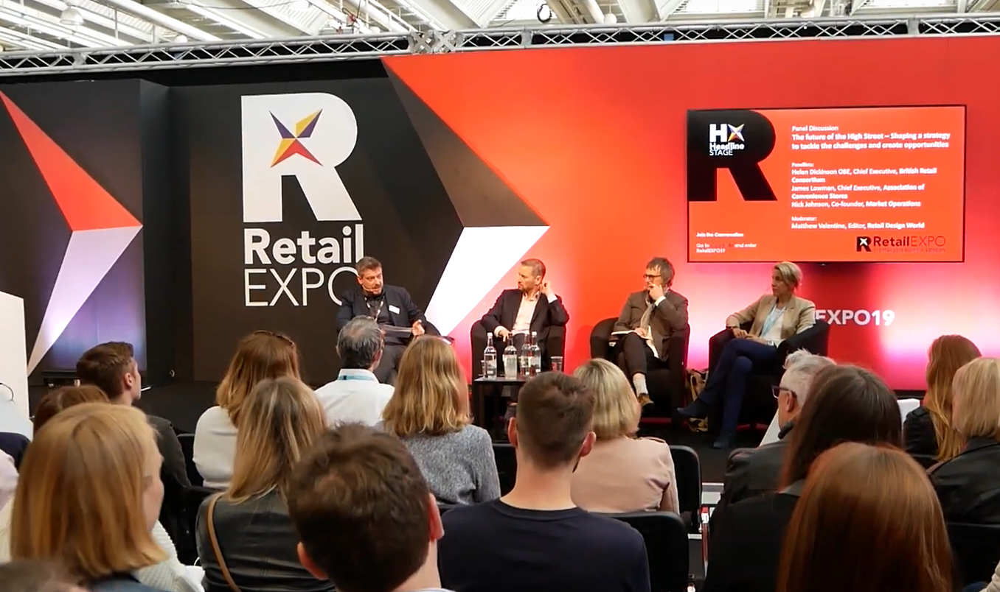 Retail
EXPO
HX
Headline
STAGE
Panel Discussion
The future of the High Street – Shaping a strategy
to tackle the challenges and create opportunities
Panellists:
Helen Dickinson OBE, Chief Executive, British Retail
Consortium
James Lowman, Chief Executive, Association of
Convenience Stores
Nick Johnson, Co-founder, Market Operations
Moderator:
Matthew Valentine, Editor, Retail Design World
Join the Conversation
Go to and enter
RetailEXPO19
RetailEXPO
EXPO19